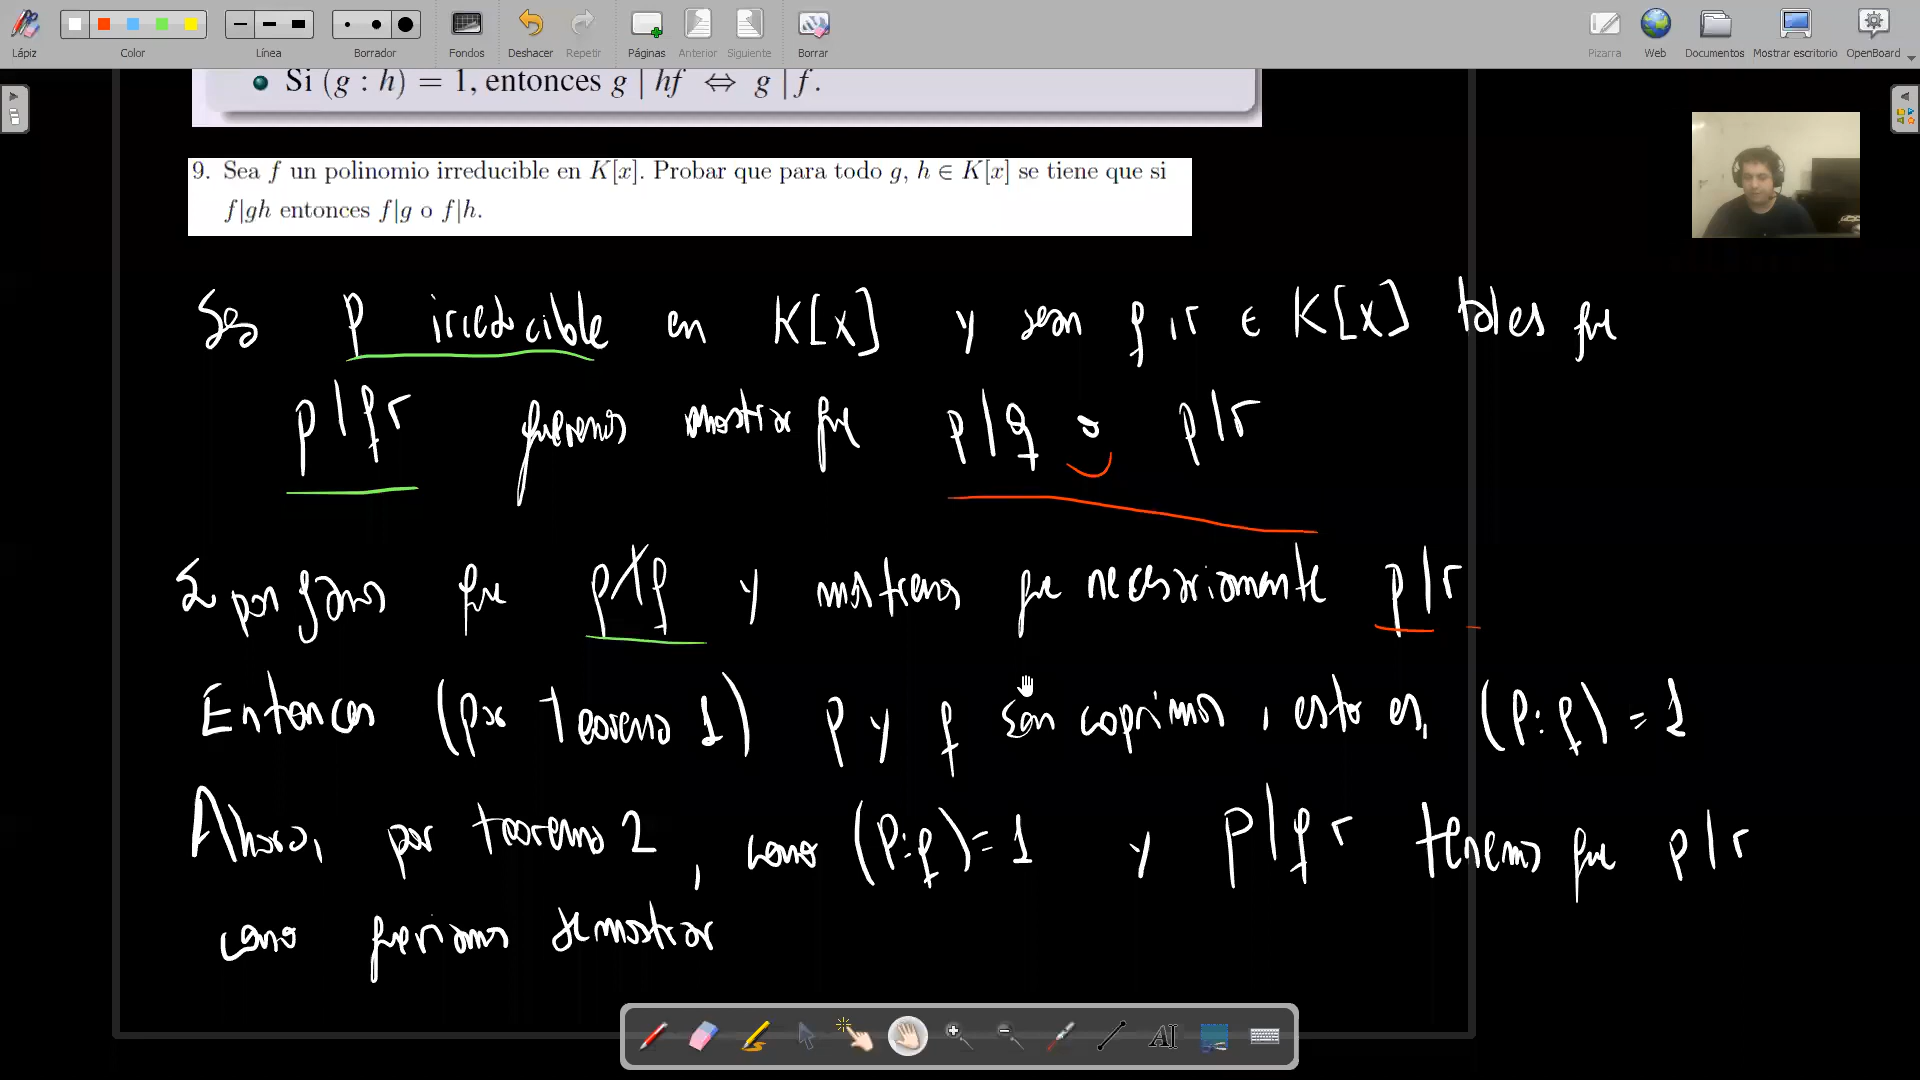 Lápiz
Color
Línea
Borrador
Fondos
Deshacer
Repetir
Páginas
Anterior
Siguiente
Borrar
Pizarra
Web
Documentos
Mostrar escritorio
OpenBoard
Si (g : h) = 1, entonces g | hf ⇔ g | f.
9. Sea f un polinomio irreducible en K[x]. Probar que para todo g, h ∈ K[x] se tiene que si
f|gh entonces f|g o f|h.
Sea p irreducible en K[x] y sean q, r ∈ K[x] tales que
p|qr queremos mostrar que p|q o p|r
Supongamos que p∤q y mostremos que necesariamente p|r
Entonces (por teorema 1) p y q son coprimos, esto es, (p:q) = 1
Ahora, por teorema 2, como (p:q) = 1 y p|qr tenemos que p|r
como queriamos demostrar
AI